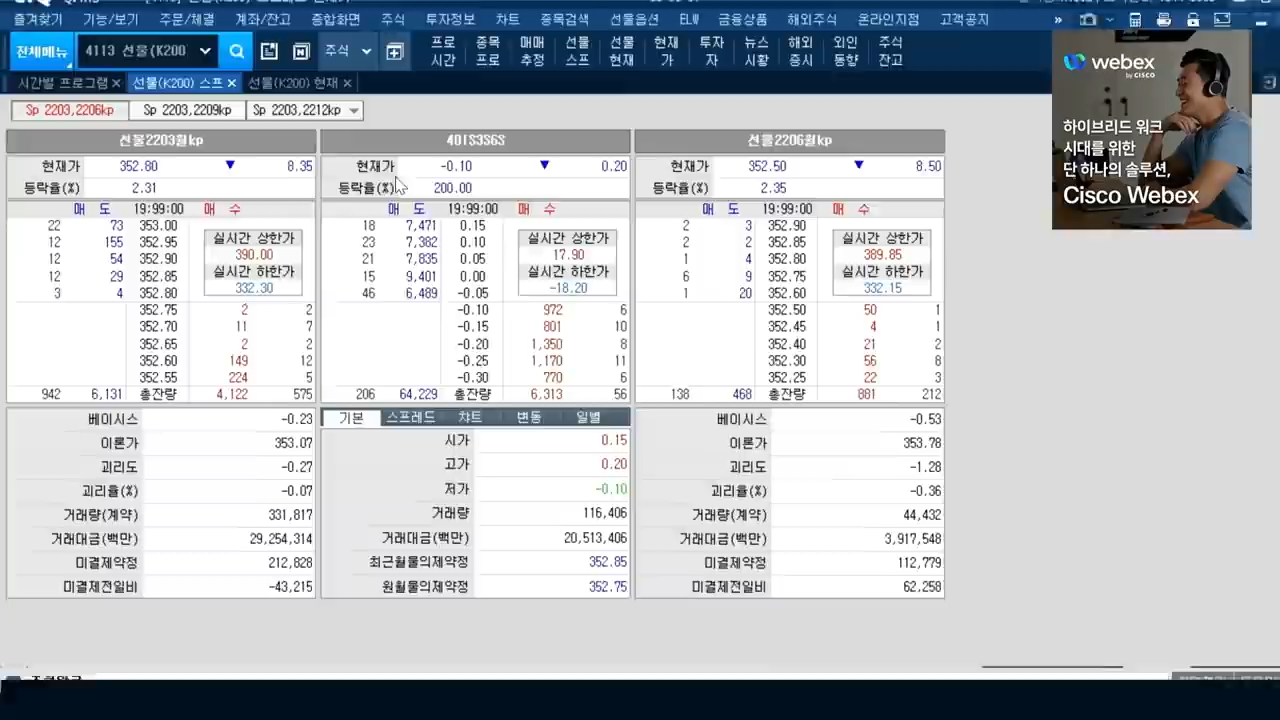 즐겨찾기 기능/보기 주문/체결 계좌/잔고 종합화면 주식 투자정보 차트 종목검색 선물옵션 ELW 금융상품 해외주식 온라인지점 고객공지 »
전체메뉴 4113 선물(K200) 주식
프로 종목 매매 선물 선물 현재 투자 뉴스 해외 외인 주식
시간 프로 추정 스프 현재 가 자 시황 증시 동향 잔고
시간별 프로그램 × 선물(K200) 스프 × 선물(K200) 현재 ×
Sp 2203,2206kp Sp 2203,2209kp Sp 2203,2212kp
선물2203월kp 401S3S6S 선물2206월kp
현재가 352.80 ▼ 8.35 현재가 -0.10 ▼ 0.20 현재가 352.50 ▼ 8.50
등락율(%) 2.31 등락율(%) 200.00 등락율(%) 2.35
매 도 19:99:00 매 수 매 도 19:99:00 매 수 매 도 19:99:00 매 수
22 73 353.00 18 7,471 0.15 2 3 352.90
12 155 352.95 실시간 상한가 23 7,382 0.10 실시간 상한가 2 2 352.85 실시간 상한가
12 54 352.90 390.00 21 7,835 0.05 17.90 1 4 352.80 389.85
12 29 352.85 실시간 하한가 15 9,401 0.00 실시간 하한가 6 9 352.75 실시간 하한가
3 4 352.80 332.30 46 6,489 -0.05 -18.20 1 20 352.60 332.15
352.75 2 2 -0.10 972 6 352.50 50 1
352.70 11 7 -0.15 801 10 352.45 4 1
352.65 2 2 -0.20 1,350 8 352.40 21 2
352.60 149 12 -0.25 1,170 11 352.30 56 8
352.55 224 5 -0.30 770 6 352.25 22 3
942 6,131 총잔량 4,122 575 206 64,229 총잔량 6,313 56 138 468 총잔량 881 212
베이시스 -0.23 기본 스프레드 챠트 변동 일별 베이시스 -0.53
이론가 353.07 시가 0.15 이론가 353.78
괴리도 -0.27 고가 0.20 괴리도 -1.28
괴리율(%) -0.07 저가 -0.10 괴리율(%) -0.36
거래량(계약) 331,817 거래량 116,406 거래량(계약) 44,432
거래대금(백만) 29,254,314 거래대금(백만) 20,513,406 거래대금(백만) 3,917,548
미결제약정 212,828 최근월물의제약정 352.85 미결제약정 112,779
미결제전일비 -43,215 원월물의제약정 352.75 미결제전일비 62,258
webex
by CISCO
하이브리드 워크
시대를 위한
단 하나의 솔루션,
Cisco Webex